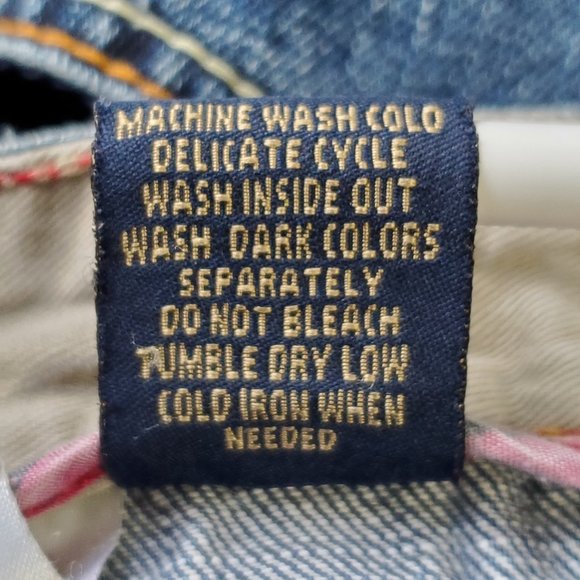 MACHINE WASH COLD
DELICATE CYCLE
WASH INSIDE OUT
WASH DARK COLORS
SEPARATELY
DO NOT BLEACH
TUMBLE DRY LOW
COLD IRON WHEN
NEEDED